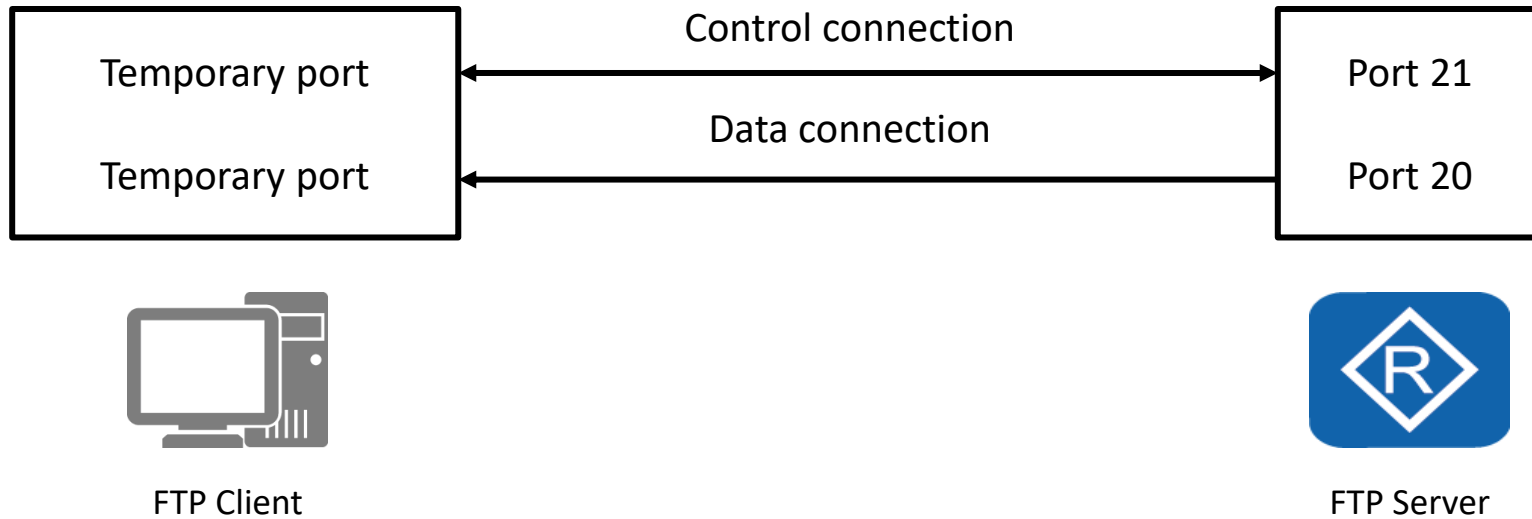 Control connection
Temporary port
Port 21
Data connection
Temporary port
Port 20
R
FTP Client
FTP Server